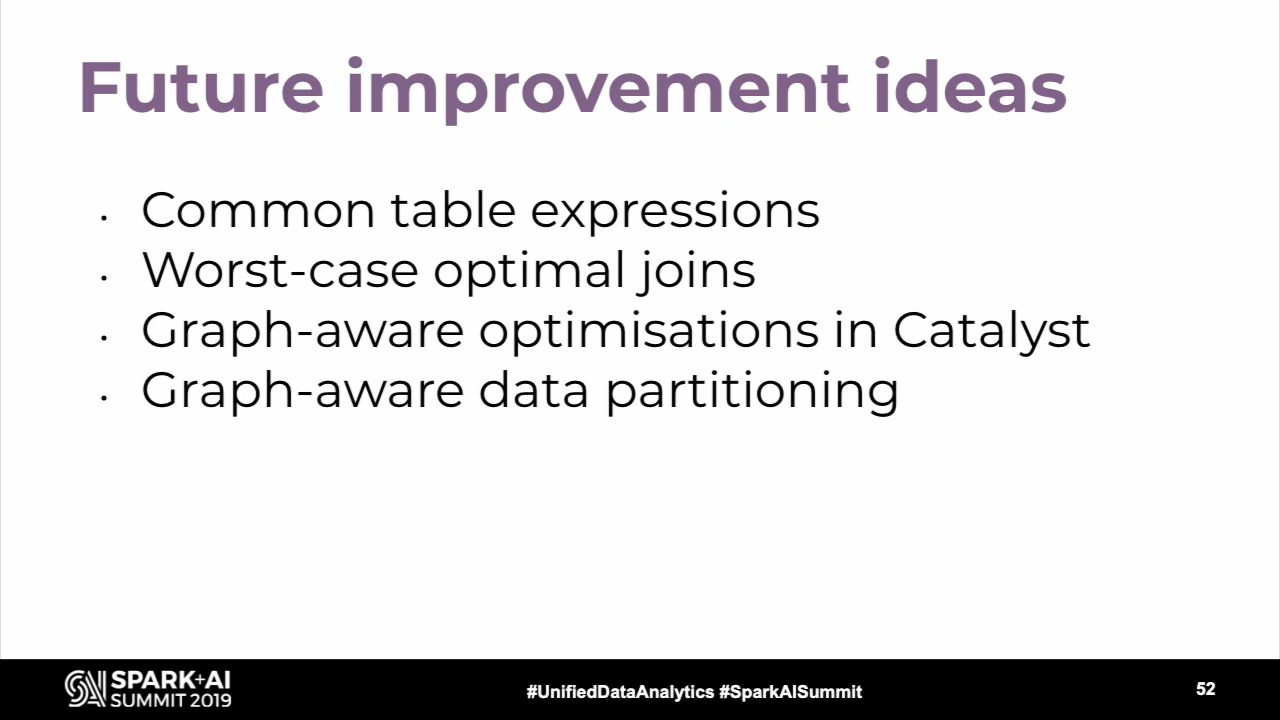 Future improvement ideas
· Common table expressions
· Worst-case optimal joins
· Graph-aware optimisations in Catalyst
· Graph-aware data partitioning
SPARK+AI
SUMMIT 2019
#UnifiedDataAnalytics #SparkAISummit
52